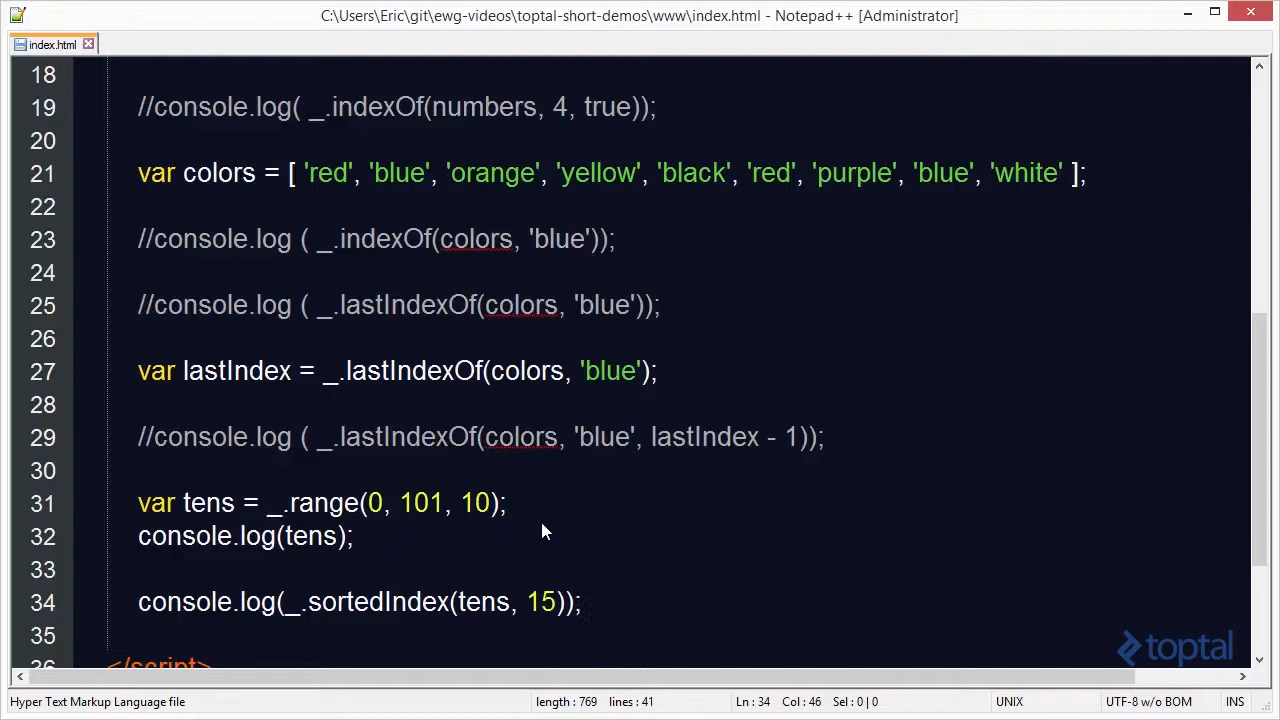 C:\Users\Eric\git\ewg-videos\toptal-short-demos\www\index.html - Notepad++ [Administrator]
index.html
18
19 //console.log( _.indexOf(numbers, 4, true));
20
21 var colors = [ 'red', 'blue', 'orange', 'yellow', 'black', 'red', 'purple', 'blue', 'white' ];
22
23 //console.log ( _.indexOf(colors, 'blue'));
24
25 //console.log ( _.lastIndexOf(colors, 'blue'));
26
27 var lastIndex = _.lastIndexOf(colors, 'blue');
28
29 //console.log ( _.lastIndexOf(colors, 'blue', lastIndex - 1));
30
31 var tens = _.range(0, 101, 10);
32 console.log(tens);
33
34 console.log(_.sortedIndex(tens, 15));
35
36 </script>
toptal
Hyper Text Markup Language file length : 769 lines : 41 Ln : 34 Col : 46 Sel : 0 | 0 UNIX UTF-8 w/o BOM INS